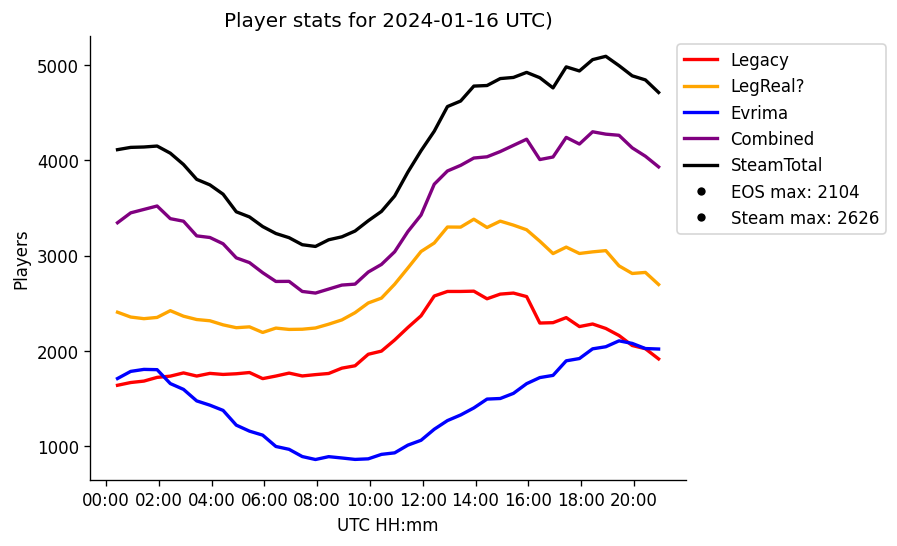 Player stats for 2024-01-16 UTC)
Legacy
LegReal?
Evrima
Combined
SteamTotal
EOS max: 2104
Steam max: 2626
Players
5000
4000
3000
2000
1000
00:00 02:00 04:00 06:00 08:00 10:00 12:00 14:00 16:00 18:00 20:00
UTC HH:mm